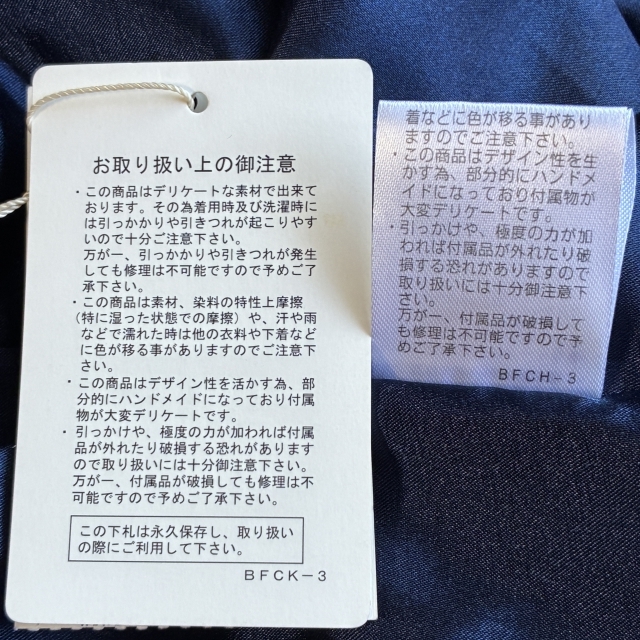 お取り扱い上の御注意
・この商品はデリケートな素材で出来て
おります。その為着用時及び洗濯時に
は引っかかりや引きつれが起こりやす
いので十分ご注意下さい。
万が一、引っかかりや引きつれが発生
しても修理は不可能ですので予めご了
承下さい。
・この商品は素材、染料の特性上摩擦
（特に湿った状態での摩擦）や、汗や雨
などで濡れた時は他の衣料や下着など
に色が移る事がありますのでご注意下
さい。
・この商品はデザイン性を活かす為、部
分的にハンドメイドになっており付属
物が大変デリケートです。
・引っかけや、極度の力が加われば付属
品が外れたり破損する恐れがあります
ので取り扱いには十分御注意下さい。
万が一、付属品が破損しても修理は不
可能ですので予めご了承下さい。
この下札は永久保存し、取り扱い
の際にご利用して下さい。
BFCK-3
着などに色が移る事があり
ますのでご注意下さい。
・この商品はデザイン性を生
かす為、部分的にハンドメ
イドになっており付属物が
大変デリケートです。
・引っかけや、極度の力が加
われば付属品が外れたり破
損する恐れがありますので
取り扱いには十分御注意下
さい。
万が一、付属品が破損して
も修理は不可能ですので予
めご了承下さい。
BFCH-3